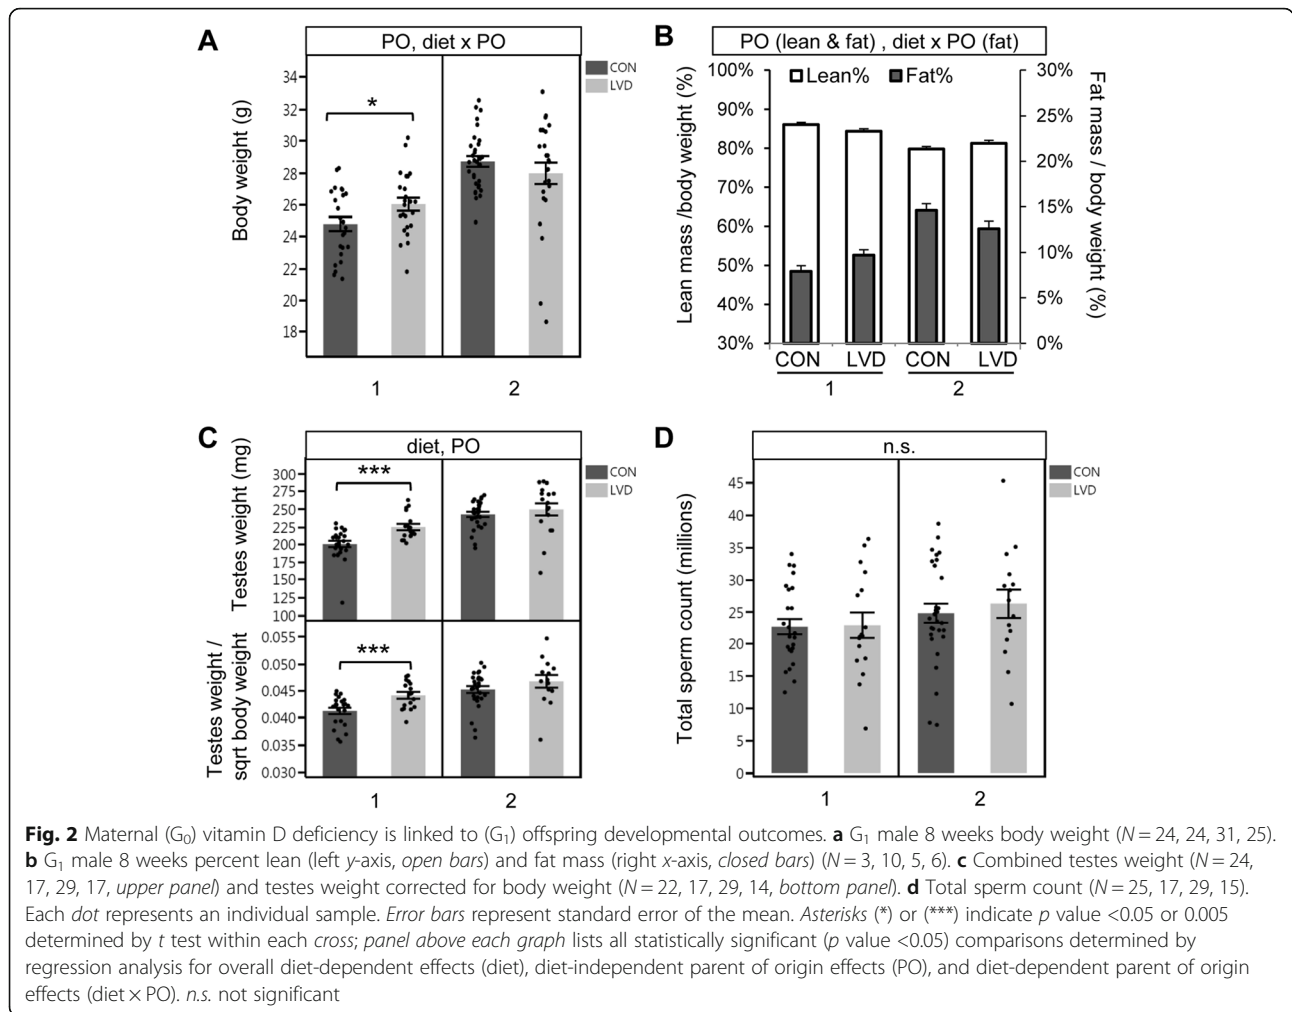 A
PO, diet x PO
CON
LVD
Body weight (g)
34
32
30
28
26
24
22
20
18
*
1
2
B
PO (lean & fat) , diet x PO (fat)
Lean%
Fat%
Lean mass /body weight (%)
100%
90%
80%
70%
60%
50%
40%
30%
Fat mass / body weight (%)
30%
25%
20%
15%
10%
5%
0%
CON
LVD
CON
LVD
1
2
C
diet, PO
CON
LVD
Testes weight (mg)
300
275
250
225
200
175
150
125
100
***
Testes weight /
sqrt body weight
0.055
0.050
0.045
0.040
0.035
0.030
***
1
2
D
n.s.
CON
LVD
Total sperm count (millions)
45
40
35
30
25
20
15
10
5
0
1
2
Fig. 2 Maternal (G₀) vitamin D deficiency is linked to (G₁) offspring developmental outcomes. a G₁ male 8 weeks body weight (N = 24, 24, 31, 25).
b G₁ male 8 weeks percent lean (left y-axis, open bars) and fat mass (right x-axis, closed bars) (N = 3, 10, 5, 6). c Combined testes weight (N = 24,
17, 29, 17, upper panel) and testes weight corrected for body weight (N = 22, 17, 29, 14, bottom panel). d Total sperm count (N = 25, 17, 29, 15).
Each dot represents an individual sample. Error bars represent standard error of the mean. Asterisks (*) or (***) indicate p value <0.05 or 0.005
determined by t test within each cross; panel above each graph lists all statistically significant (p value <0.05) comparisons determined by
regression analysis for overall diet-dependent effects (diet), diet-independent parent of origin effects (PO), and diet-dependent parent of origin
effects (diet × PO). n.s. not significant